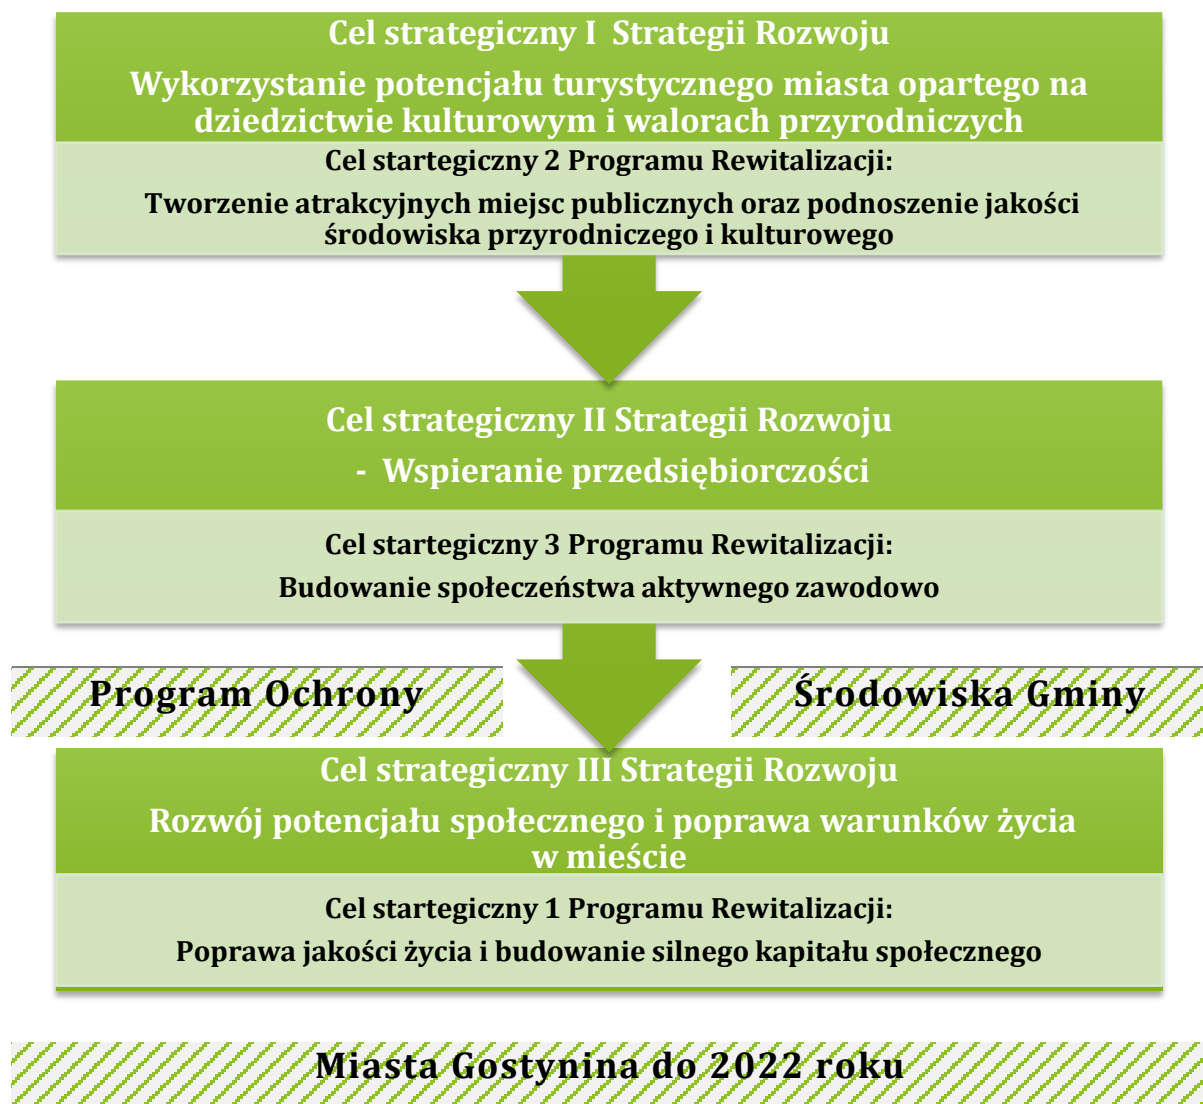 Cel strategiczny I Strategii Rozwoju
Wykorzystanie potencjału turystycznego miasta opartego na
dziedzictwie kulturowym i walorach przyrodniczych
Cel startegiczny 2 Programu Rewitalizacji:
Tworzenie atrakcyjnych miejsc publicznych oraz podnoszenie jakości
środowiska przyrodniczego i kulturowego
Cel strategiczny II Strategii Rozwoju
- Wspieranie przedsiębiorczości
Cel startegiczny 3 Programu Rewitalizacji:
Budowanie społeczeństwa aktywnego zawodowo
Program Ochrony Środowiska Gminy
Cel strategiczny III Strategii Rozwoju
Rozwój potencjału społecznego i poprawa warunków życia
w mieście
Cel startegiczny 1 Programu Rewitalizacji:
Poprawa jakości życia i budowanie silnego kapitału społecznego
Miasta Gostynina do 2022 roku